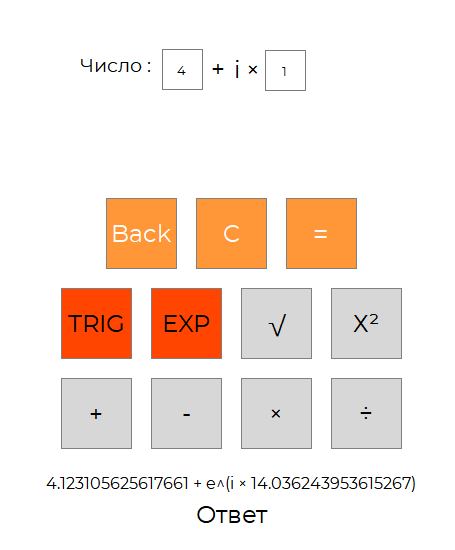 Число : 4 + i × 1
Back C =
TRIG EXP √ X²
+ - × ÷
4.123105625617661 + e^(i × 14.036243953615267)
Ответ